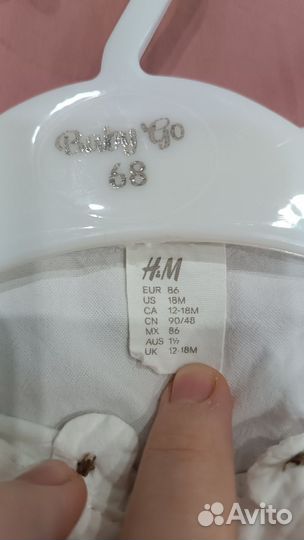 Baby Go
68
H&M
EUR 86
US 18M
CA 12-18M
CN 90/48
MX 86
AUS 1½
UK 12-18M
Avito